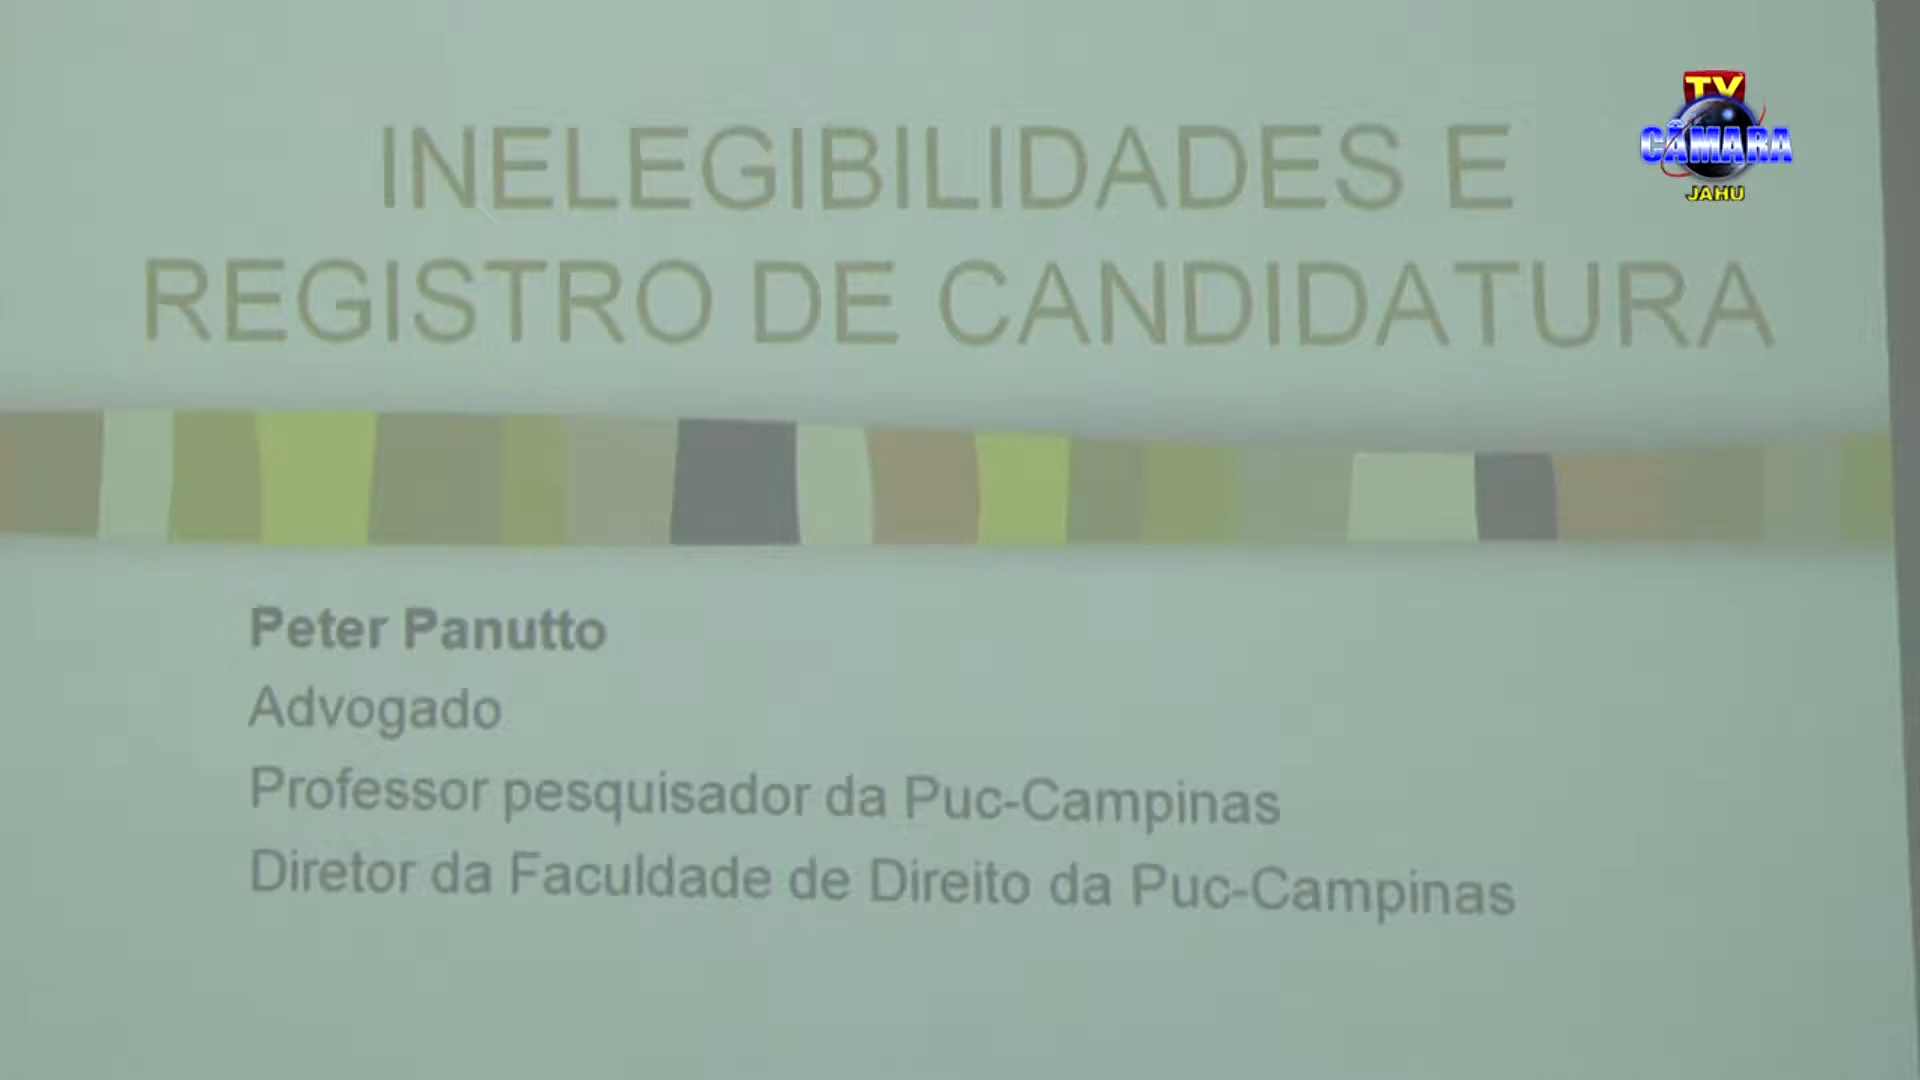 TV
CÂMARA
JAHU
INELEGIBILIDADES E
REGISTRO DE CANDIDATURA
Peter Panutto
Advogado
Professor pesquisador da Puc-Campinas
Diretor da Faculdade de Direito da Puc-Campinas